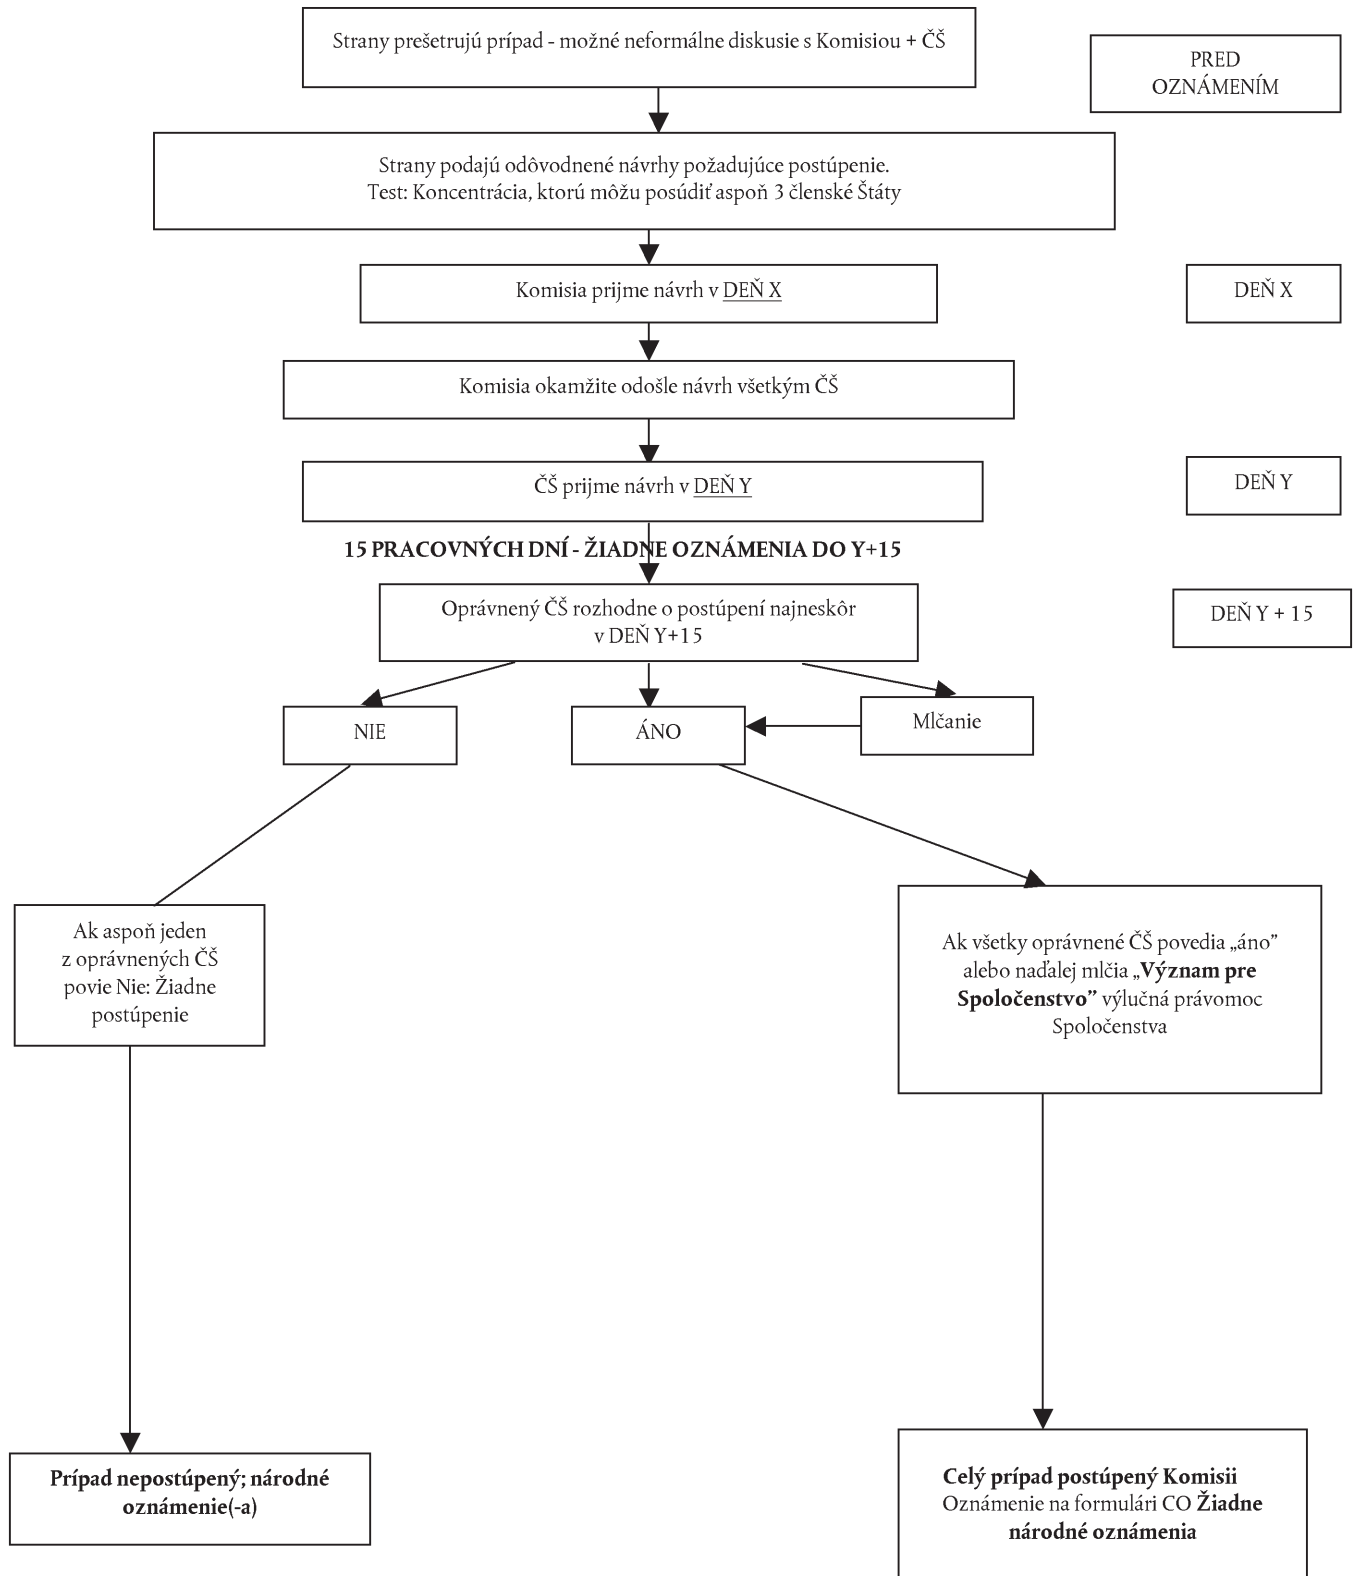 Strany prešetrujú prípad - možné neformálne diskusie s Komisiou + ČŠ
PRED
OZNÁMENÍM
Strany podajú odôvodnené návrhy požadujúce postúpenie.
Test: Koncentrácia, ktorú môžu posúdiť aspoň 3 členské Štáty
Komisia prijme návrh v DEŇ X
DEŇ X
Komisia okamžite odošle návrh všetkým ČŠ
ČŠ prijme návrh v DEŇ Y
DEŇ Y
15 PRACOVNÝCH DNÍ - ŽIADNE OZNÁMENIA DO Y+15
Oprávnený ČŠ rozhodne o postúpení najneskôr
v DEŇ Y+15
DEŇ Y + 15
NIE
ÁNO
Mlčanie
Ak aspoň jeden
z oprávnených ČŠ
povie Nie: Žiadne
postúpenie
Ak všetky oprávnené ČŠ povedia „áno”
alebo naďalej mlčia „Význam pre
Spoločenstvo” výlučná právomoc
Spoločenstva
Prípad nepostúpený; národné
oznámenie(-a)
Celý prípad postúpený Komisii
Oznámenie na formulári CO Žiadne
národné oznámenia